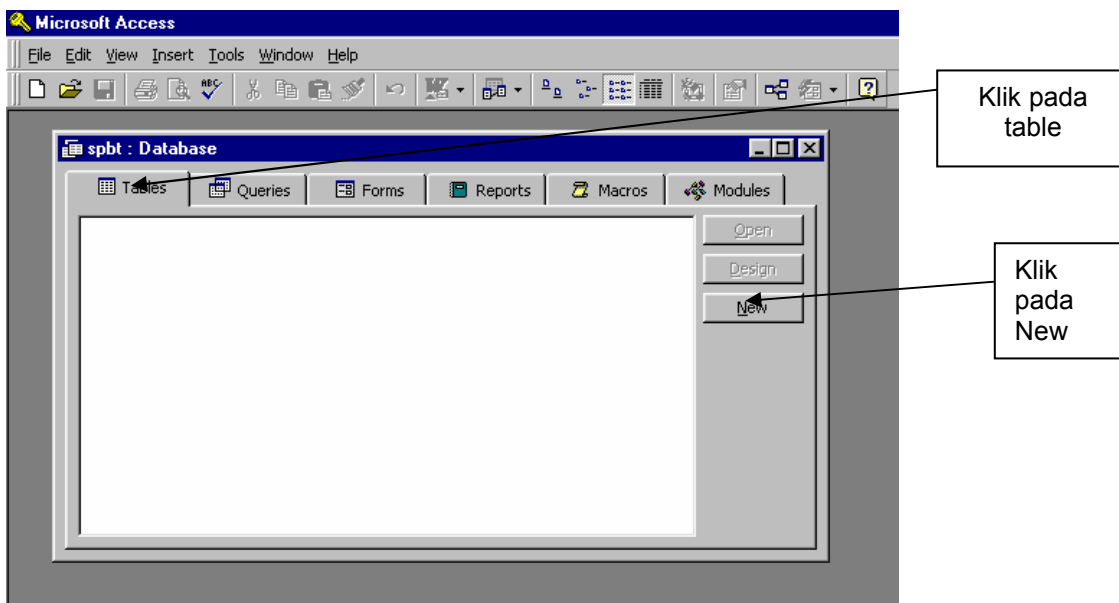 Microsoft Access
File Edit View Insert Tools Window Help
ABC
Klik pada
table
spbt : Database
Tables Queries Forms Reports Macros Modules
Open
Design
New
Klik
pada
New